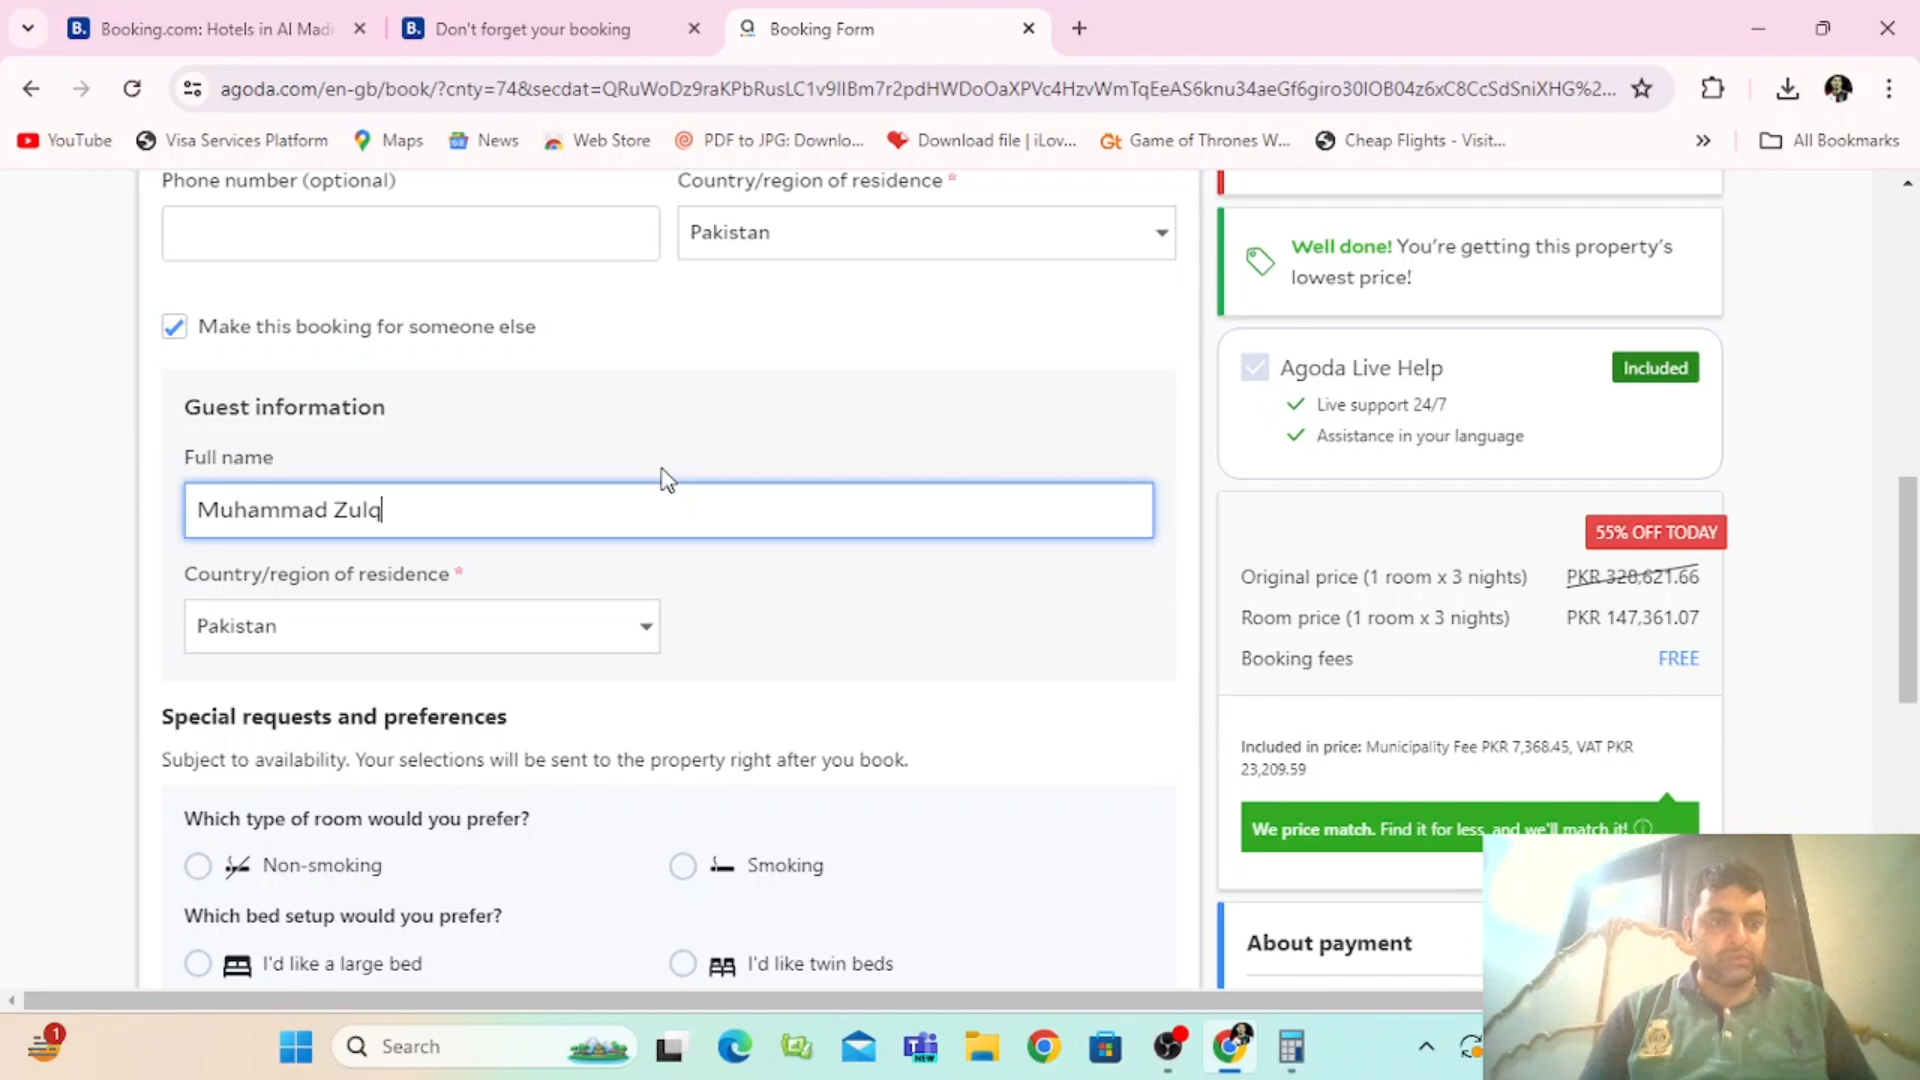 Booking.com: Hotels in Al Madi
Don't forget your booking
Booking Form
agoda.com/en-gb/book/?cnty=74&secdat=QRuWoDz9raKPbRusLC1v9IIBm7r2pdHWDoOaXPVc4HzvWmTqEeAS6knu34aeGf6giro30IOB04z6xC8CcSdSniXHG%2...
YouTube
Visa Services Platform
Maps
News
Web Store
PDF to JPG: Downlo...
Download file | iLov...
Game of Thrones W...
Cheap Flights - Visit...
All Bookmarks
Phone number (optional)
Country/region of residence *
Pakistan
Make this booking for someone else
Guest information
Full name
Muhammad Zulq
Country/region of residence *
Pakistan
Special requests and preferences
Subject to availability. Your selections will be sent to the property right after you book.
Which type of room would you prefer?
Non-smoking
Smoking
Which bed setup would you prefer?
I'd like a large bed
I'd like twin beds
Well done! You're getting this property's
lowest price!
Agoda Live Help
Included
Live support 24/7
Assistance in your language
55% OFF TODAY
Original price (1 room x 3 nights)
PKR 328,621.66
Room price (1 room x 3 nights)
PKR 147,361.07
Booking fees
FREE
Included in price: Municipality Fee PKR 7,368.45, VAT PKR
23,209.59
We price match. Find it for less, and we'll match it!
About payment
1
Search
NEW